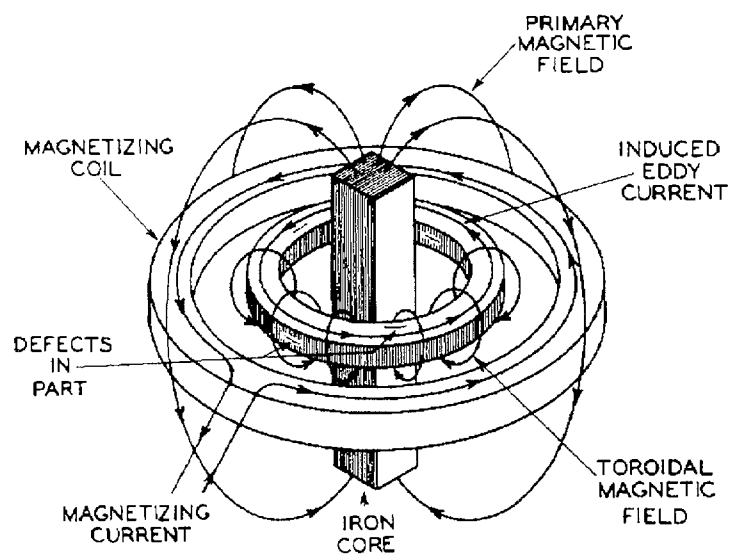 PRIMARY
MAGNETIC
FIELD
MAGNETIZING
COIL
INDUCED
EDDY
CURRENT
DEFECTS
IN
PART
MAGNETIZING
CURRENT
IRON
CORE
TOROIDAL
MAGNETIC
FIELD